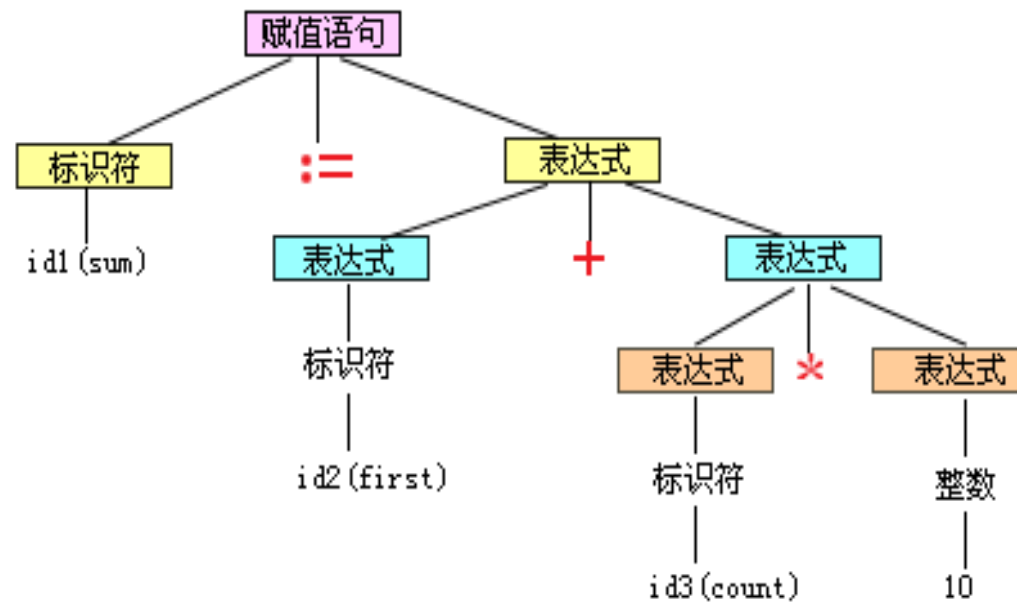 赋值语句
标识符 := 表达式
id1(sum) 表达式 + 表达式
标识符 表达式 * 表达式
id2(first) 标识符 整数
id3(count) 10